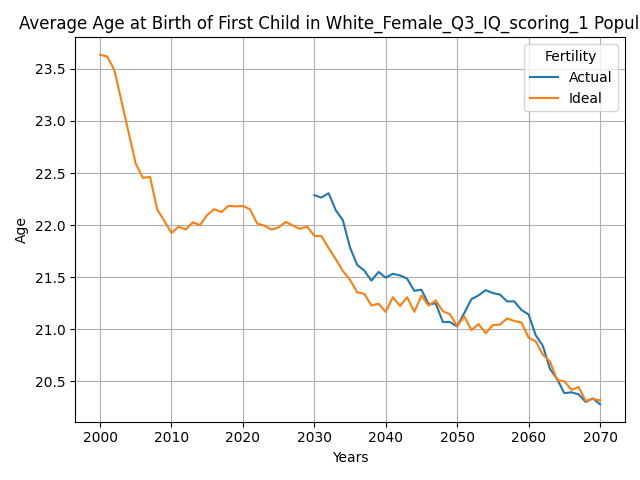 Average Age at Birth of First Child in White_Female_Q3_IQ_scoring_1 Popul
Fertility
Actual
Ideal
23.5
23.0
22.5
22.0
21.5
21.0
20.5
Age
2000 2010 2020 2030 2040 2050 2060 2070
Years